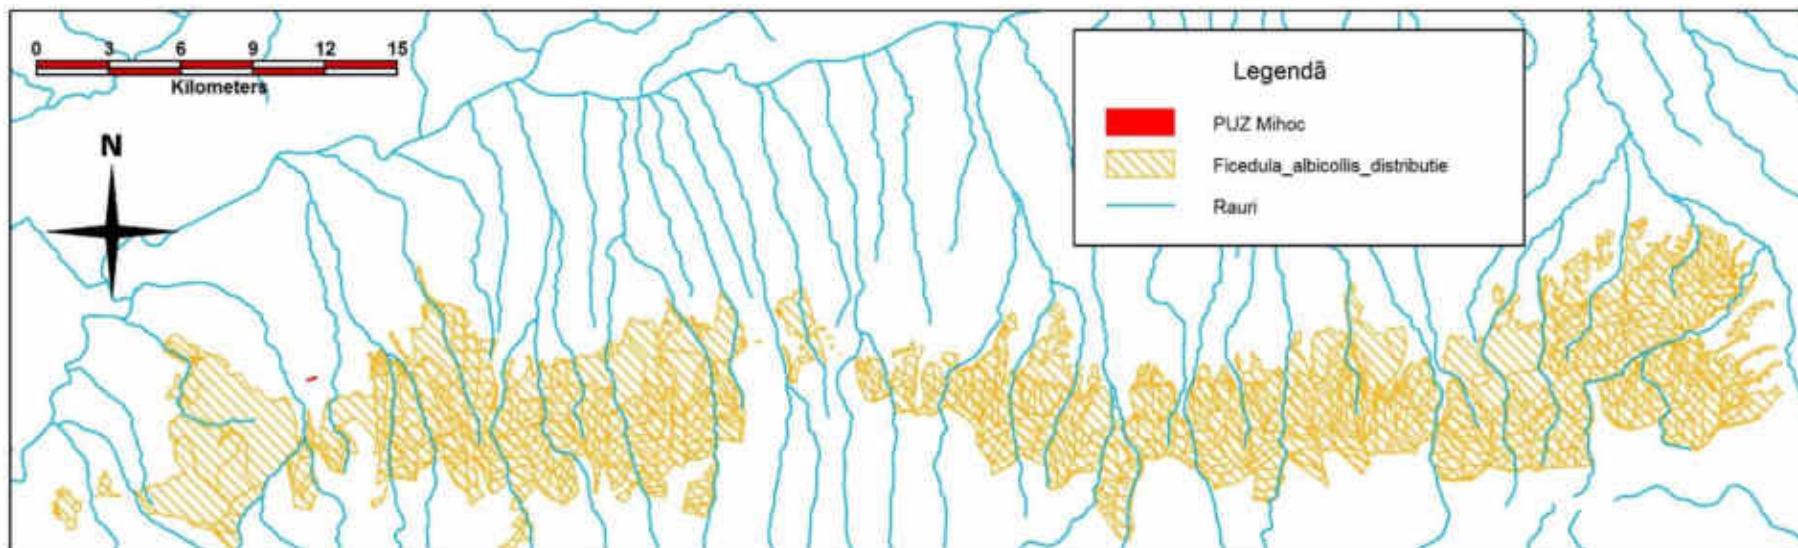 0 3 6 9 12 15
Kilometers
N
Legendă
PUZ Mihoc
Ficedula_albicollis_distributie
Rauri